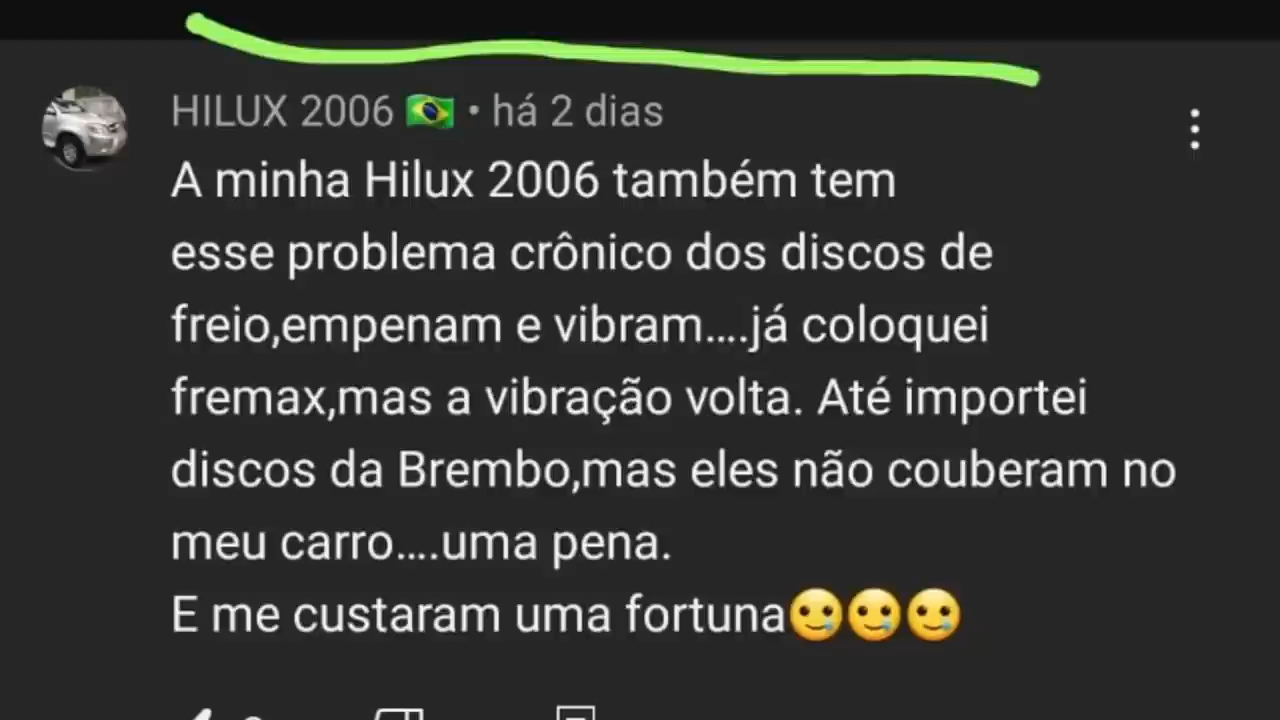 HILUX 2006 🇧🇷 • há 2 dias
A minha Hilux 2006 também tem
esse problema crônico dos discos de
freio,empenam e vibram....já coloquei
fremax,mas a vibração volta. Até importei
discos da Brembo,mas eles não couberam no
meu carro....uma pena.
E me custaram uma fortuna🥲🥲🥲